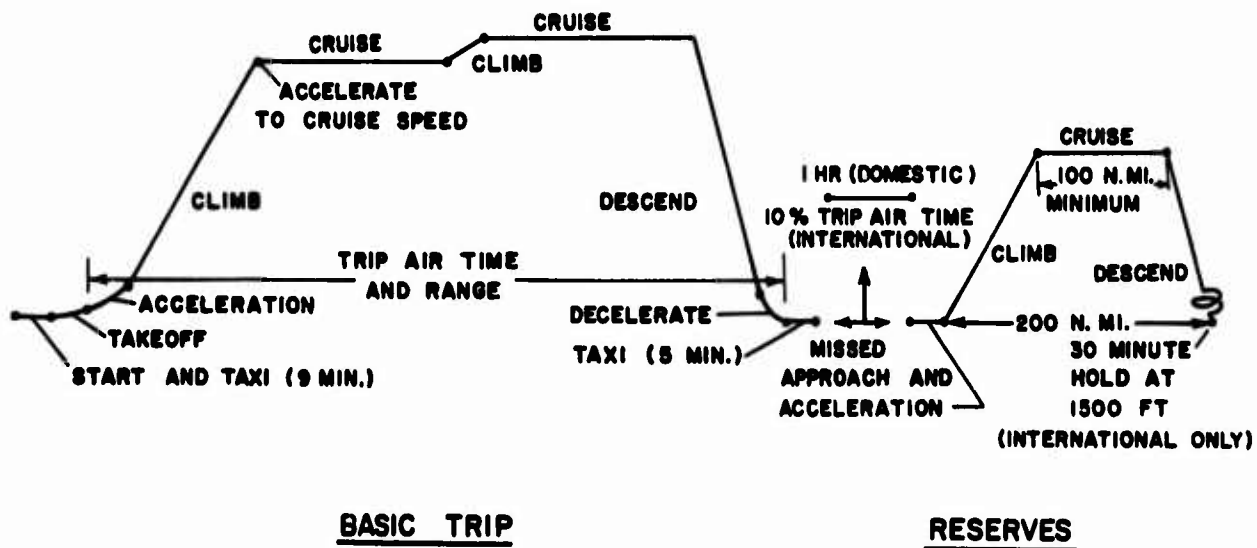 CRUISE
CRUISE
CLIMB
ACCELERATE
TO CRUISE SPEED
CLIMB
DESCEND
TRIP AIR TIME
AND RANGE
ACCELERATION
TAKEOFF
START AND TAXI (9 MIN.)
DECELERATE
TAXI (5 MIN.)
1 HR (DOMESTIC)
10% TRIP AIR TIME
(INTERNATIONAL)
MISSED
APPROACH AND
ACCELERATION
CRUISE
100 N.MI.
MINIMUM
CLIMB
DESCEND
200 N. MI.
30 MINUTE
HOLD AT
1500 FT
(INTERNATIONAL ONLY)
BASIC TRIP
RESERVES